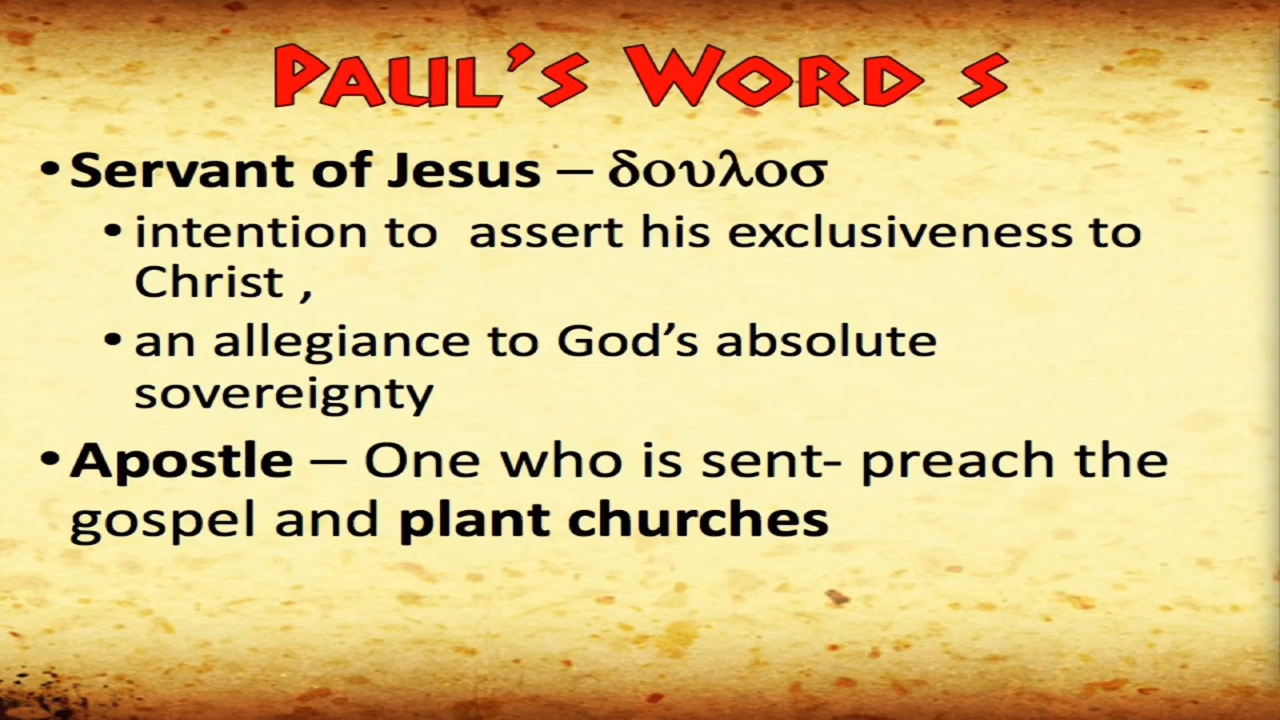 PAUL'S WORD S
• Servant of Jesus – δουλοσ
• intention to  assert his exclusiveness to
Christ ,
• an allegiance to God's absolute
sovereignty
• Apostle – One who is sent- preach the
gospel and plant churches